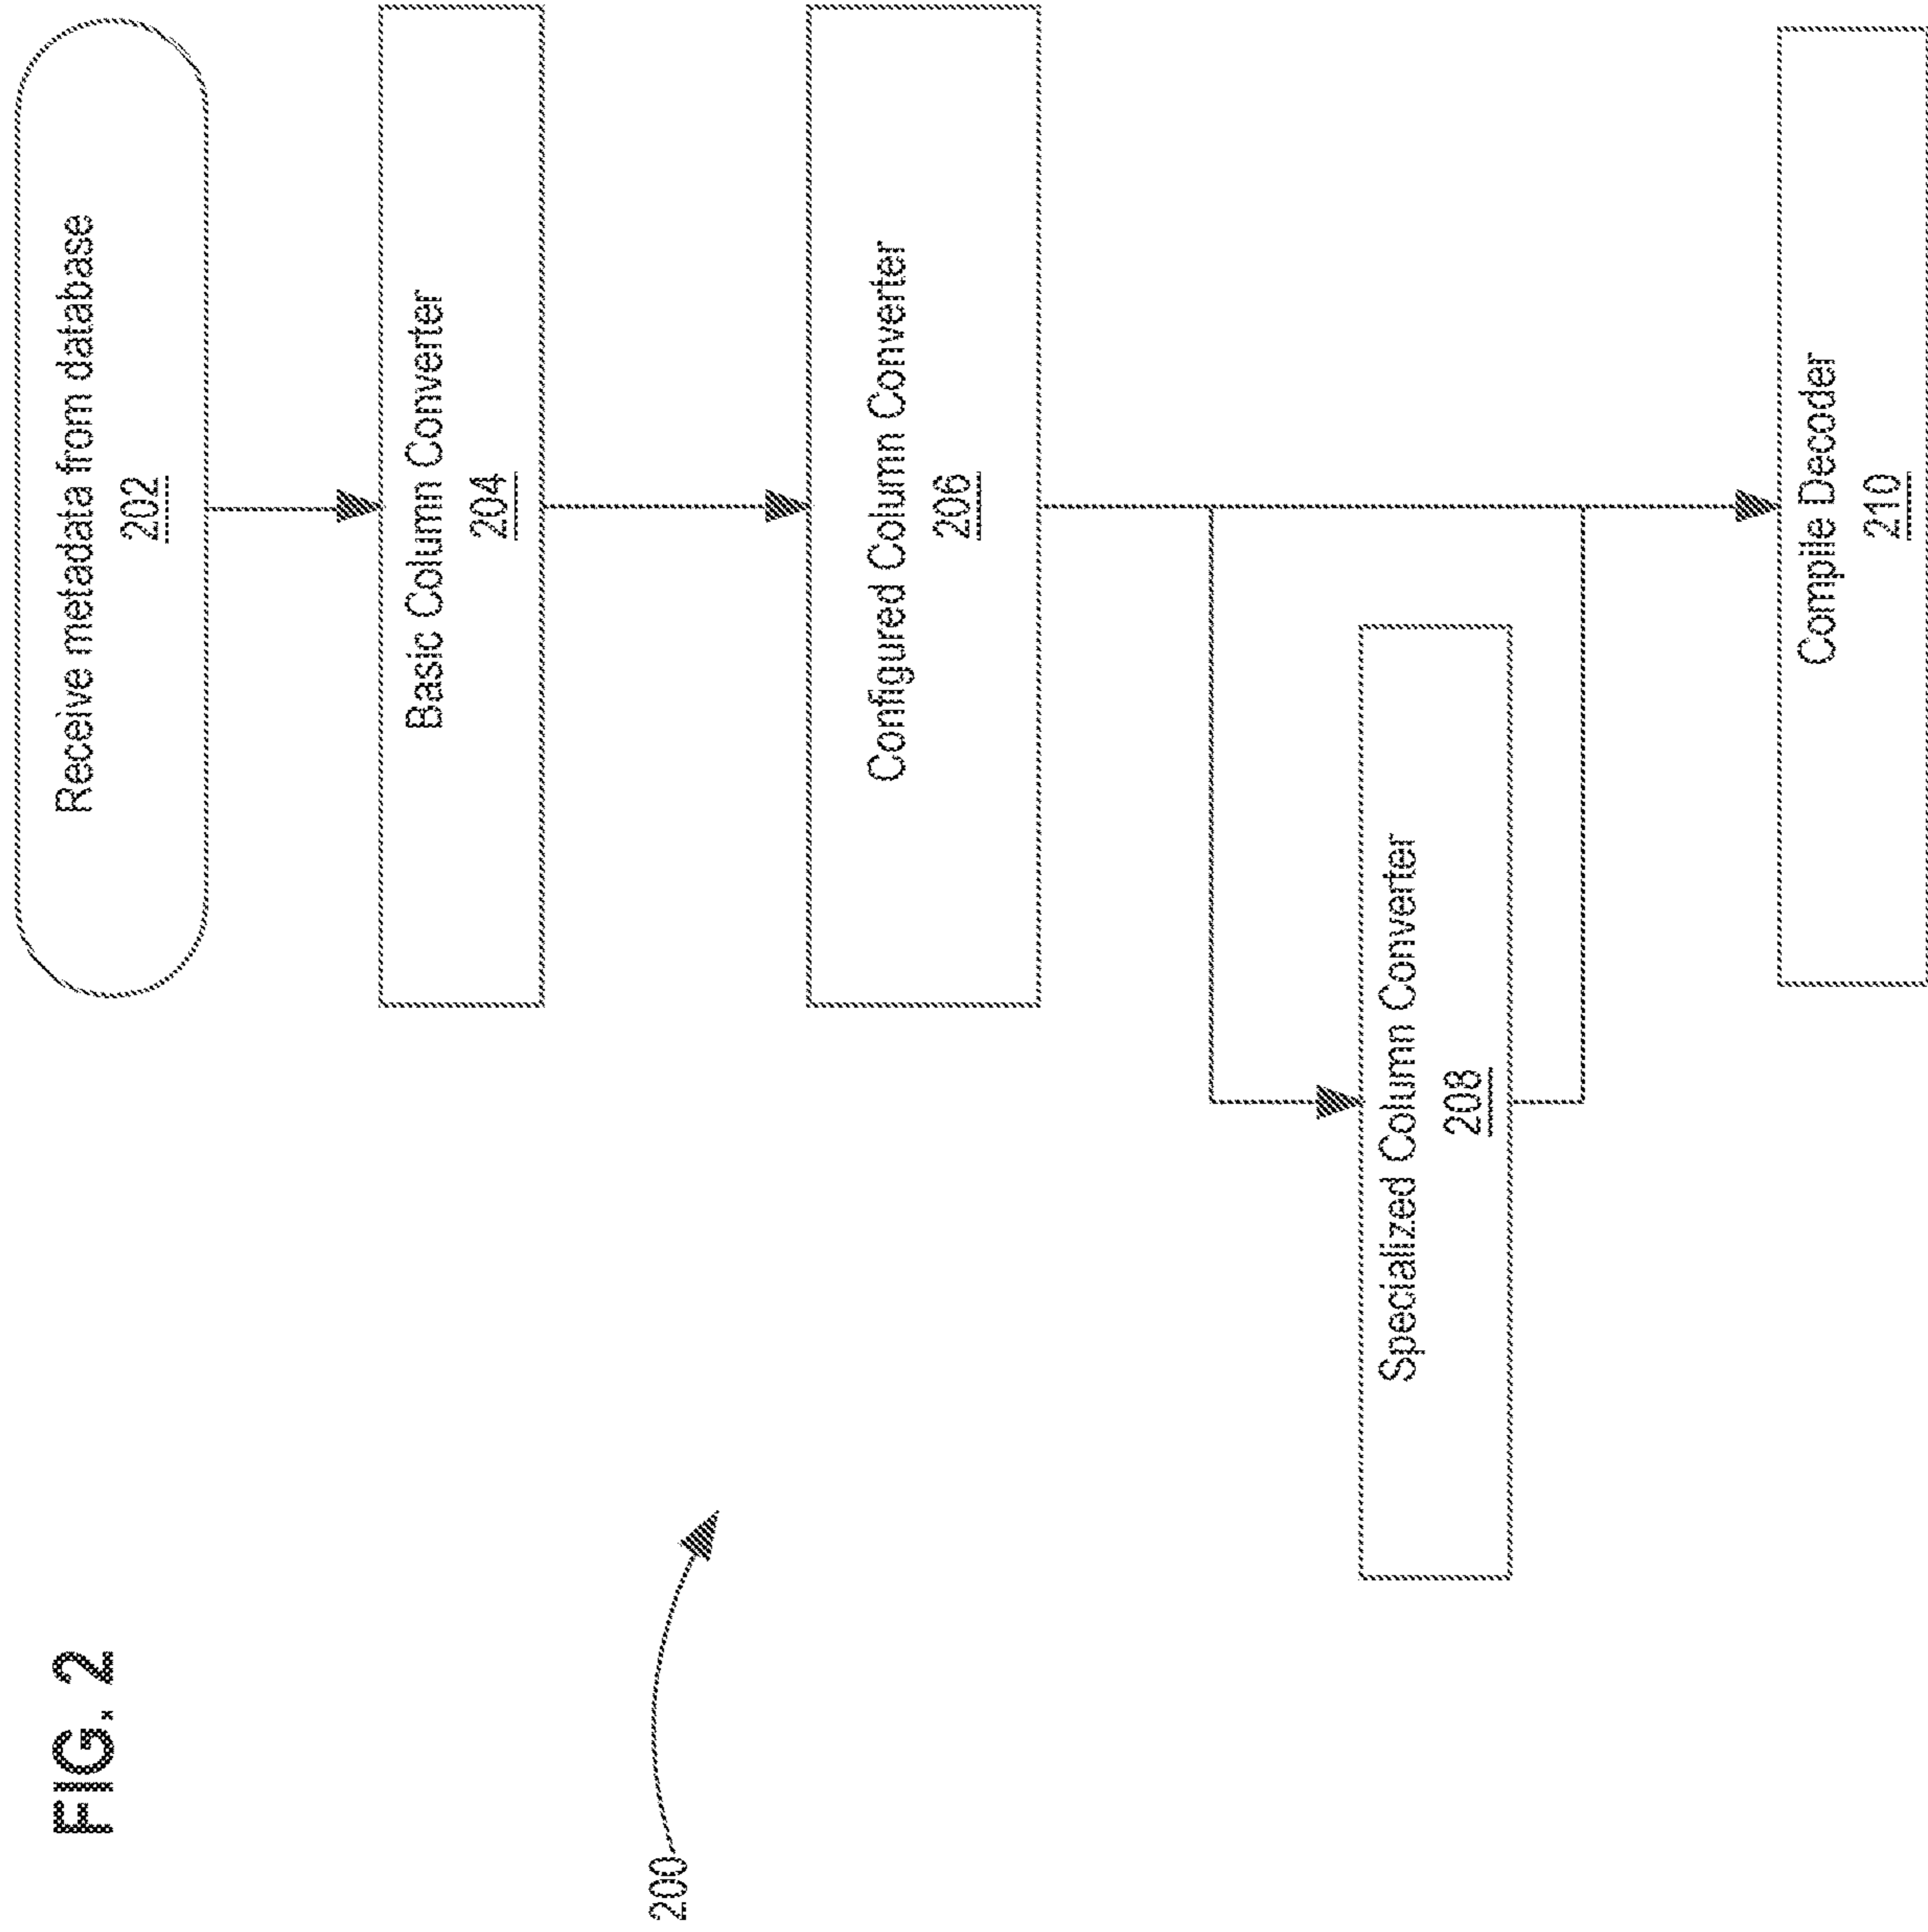 FIG. 2
200
Receive metadata from database
202
Basic Column Converter
204
Configured Column Converter
206
Specialized Column Converter
208
Compile Decoder
210